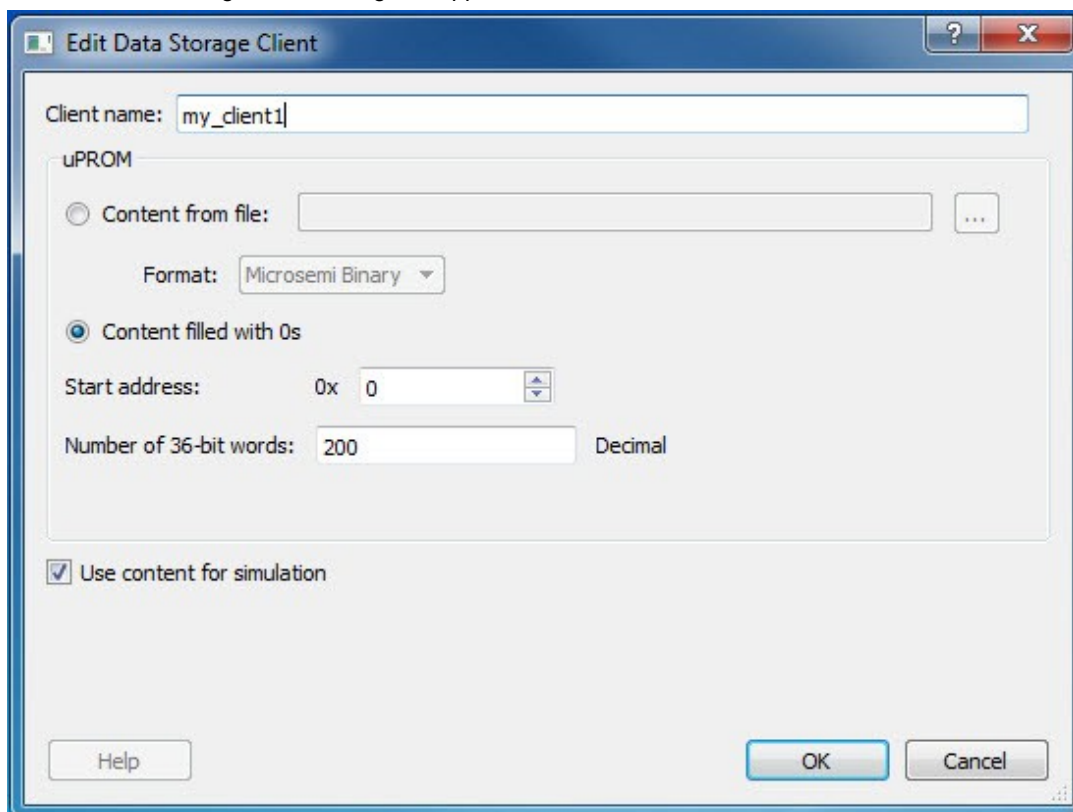 Edit Data Storage Client
Client name: my_client1
uPROM
Content from file: ...
Format: Microsemi Binary
Content filled with 0s
Start address: 0x 0
Number of 36-bit words: 200 Decimal
Use content for simulation
Help OK Cancel